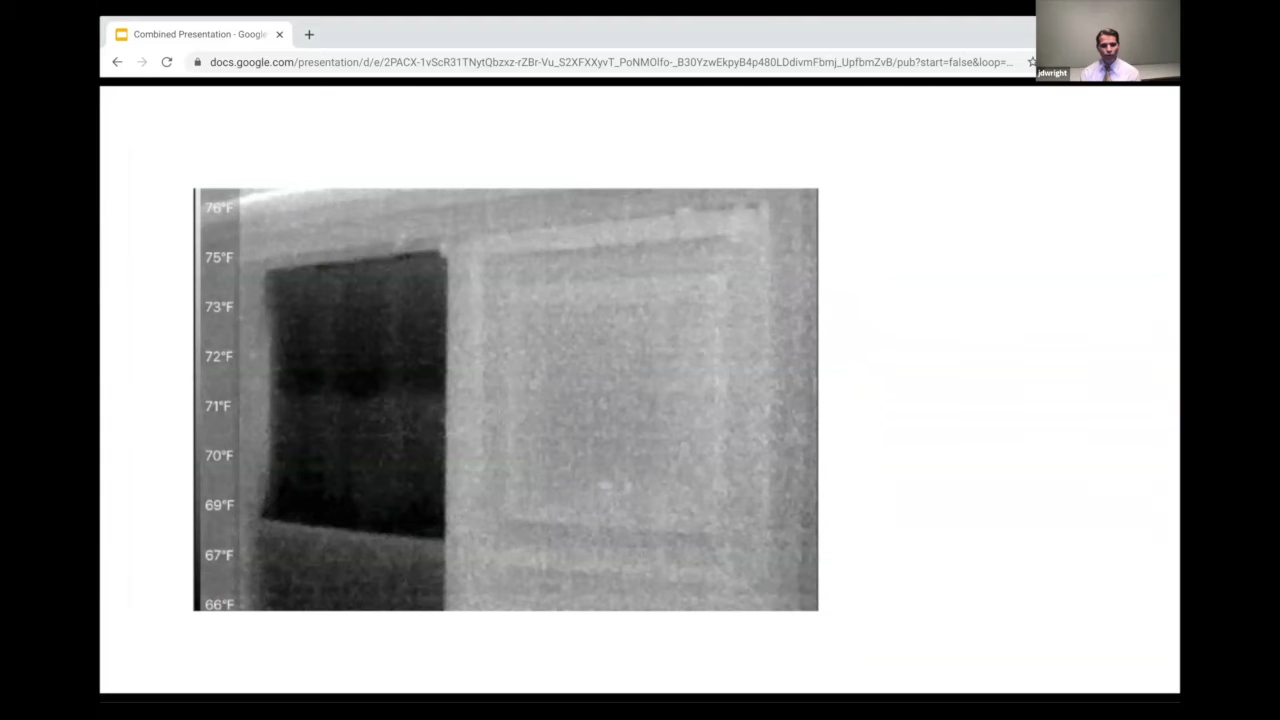 Combined Presentation - Google
docs.google.com/presentation/d/e/2PACX-1vScR31TNytQbzxz-rZBr-Vu_S2XFXXyvT_PoNMOlfo-_B30YzwEkpyB4p480LDdivmFbmj_UpfbmZvB/pub?start=false&loop=...
jdwright
76°F
75°F
73°F
72°F
71°F
70°F
69°F
67°F
66°F